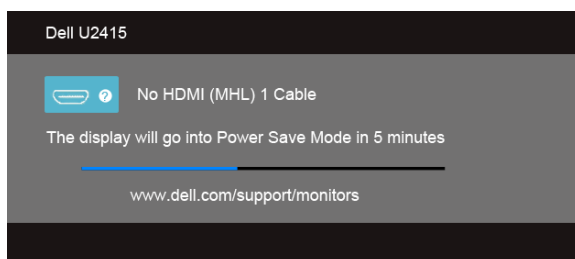 Dell U2415
No HDMI (MHL) 1 Cable
The display will go into Power Save Mode in 5 minutes
www.dell.com/support/monitors